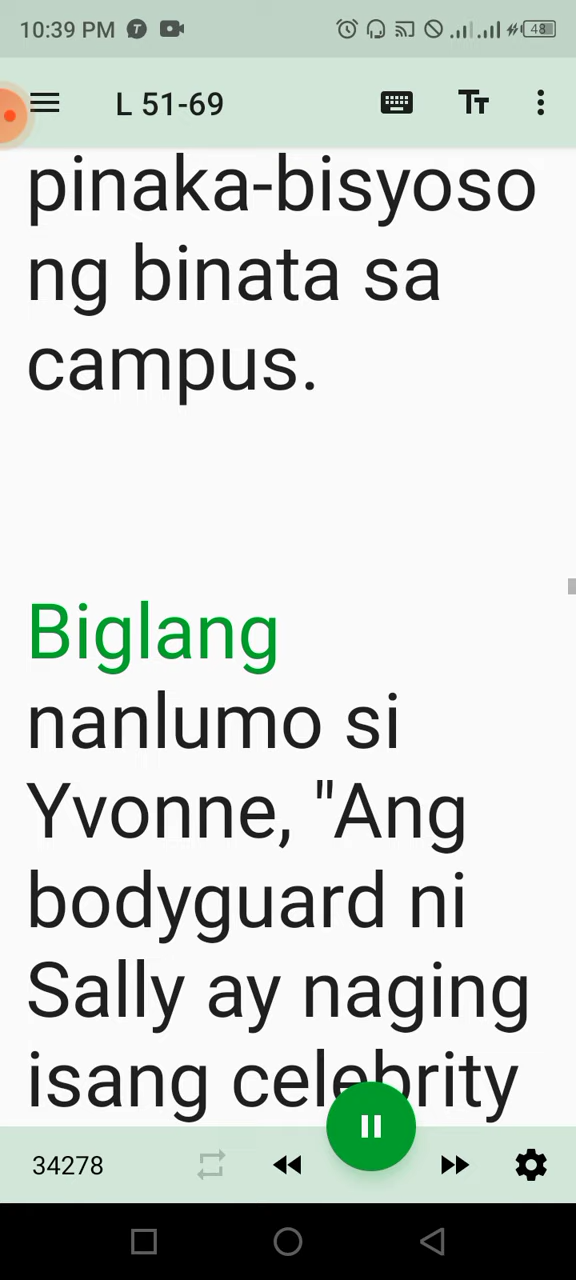 10:39 PM 48
L 51-69
pinaka-bisyoso
ng binata sa
campus.
Biglang
nanlumo si
Yvonne, "Ang
bodyguard ni
Sally ay naging
isang celebrity
34278